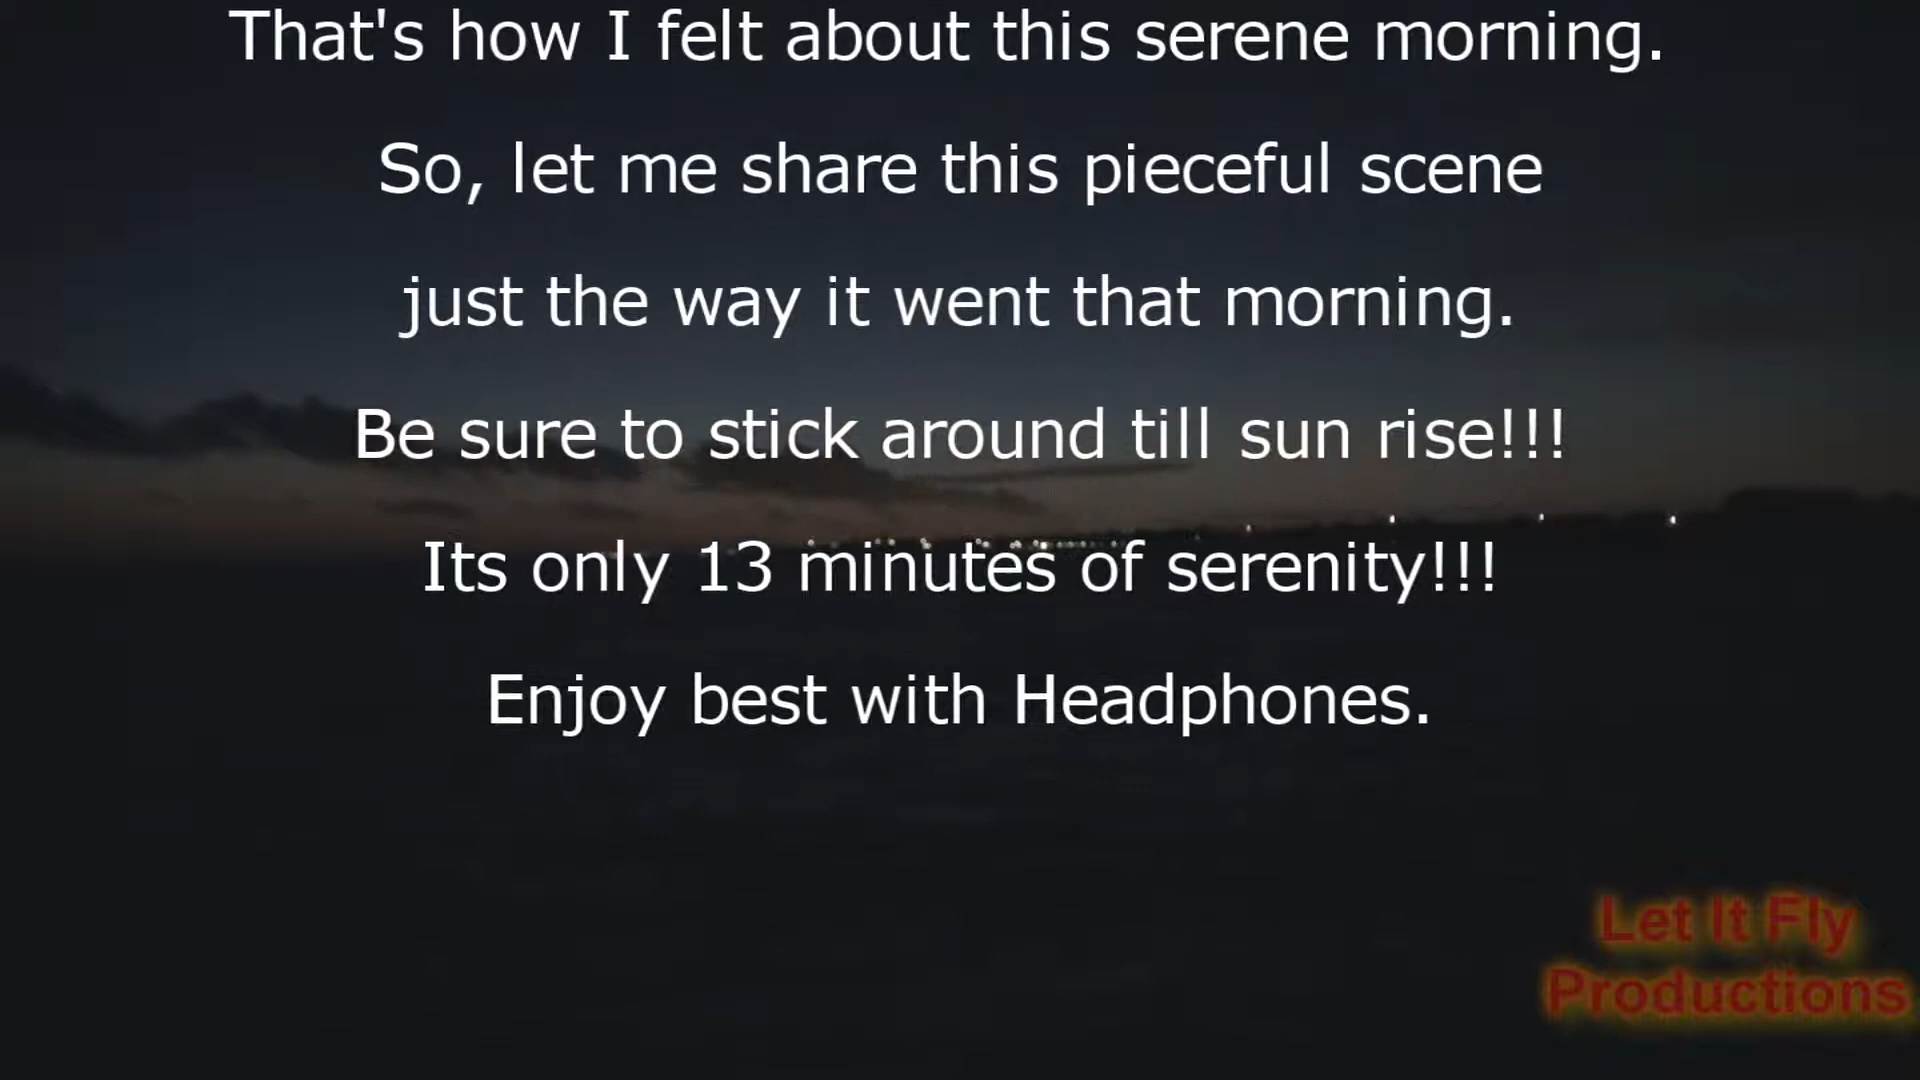 That's how I felt about this serene morning.
So, let me share this pieceful scene
just the way it went that morning.
Be sure to stick around till sun rise!!!
Its only 13 minutes of serenity!!!
Enjoy best with Headphones.
Let It Fly
Productions